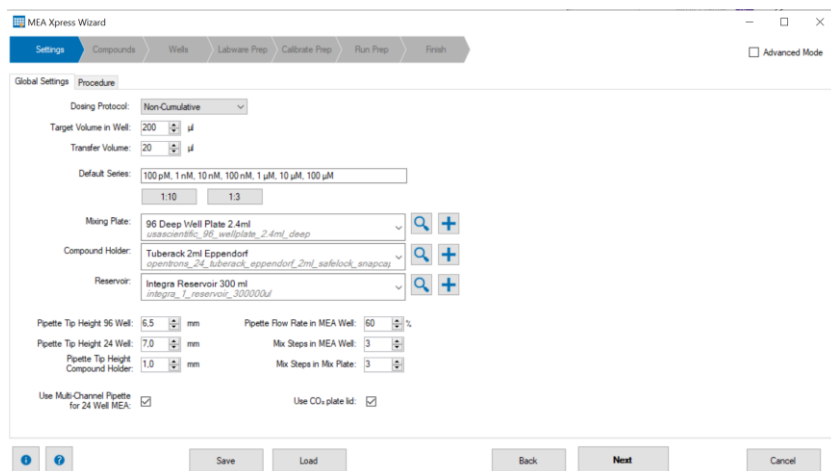 MEA Xpress Wizard
Settings Compounds Wells Labware Prep Calibrate Prep Run Prep Finish
Advanced Mode
Global Settings Procedure
Dosing Protocol: Non-Cumulative
Target Volume in Well: 200 µl
Transfer Volume: 20 µl
Default Series: 100 pM, 1 nM, 10 nM, 100 nM, 1 µM, 10 µM, 100 µM
1:10 1:3
Mixing Plate: 96 Deep Well Plate 2.4ml
usascientific_96_wellplate_2.4ml_deep
Compound Holder: Tuberack 2ml Eppendorf
opentrons_24_tuberack_eppendorf_2ml_safelock_snapcap
Reservoir: Integra Reservoir 300 ml
integra_1_reservoir_300000ul
Pipette Tip Height 96 Well: 6,5 mm Pipette Flow Rate in MEA Well: 60 %
Pipette Tip Height 24 Well: 7,0 mm Mix Steps in MEA Well: 3
Pipette Tip Height
Compound Holder: 1,0 mm Mix Steps in Mix Plate: 3
Use Multi-Channel Pipette
for 24 Well MEA: Use CO₂ plate lid:
Save Load Back Next Cancel